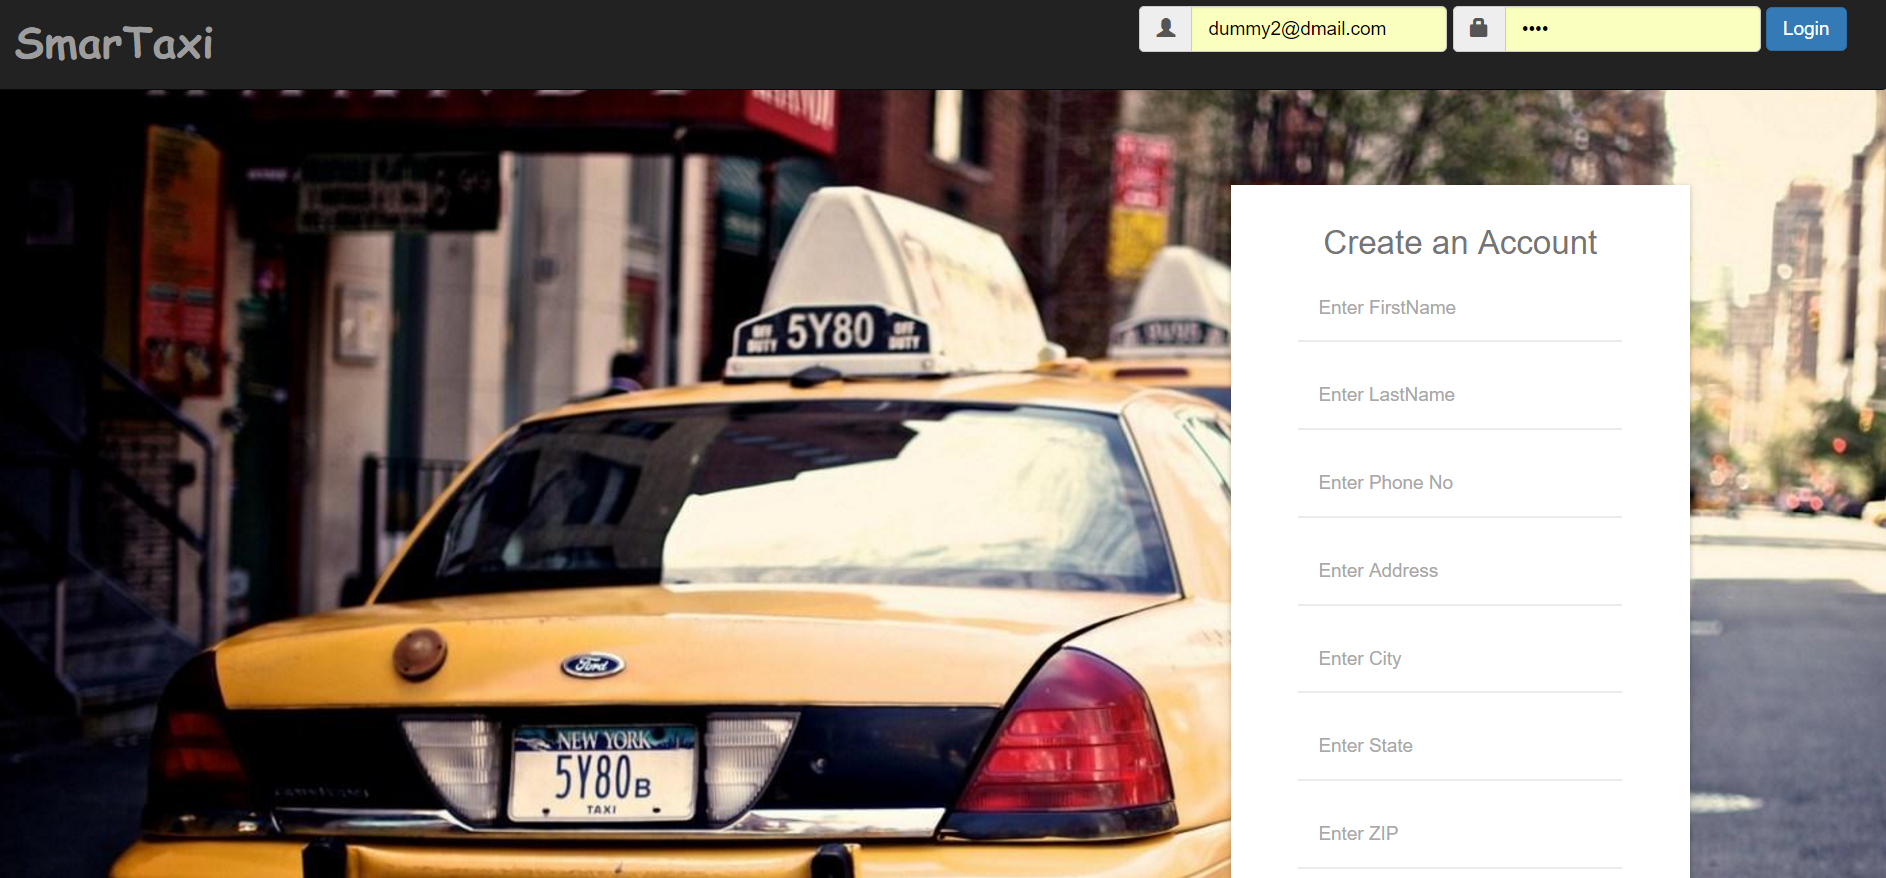 SmarTaxi
dummy2@dmail.com
••••
Login
Create an Account
Enter FirstName
Enter LastName
Enter Phone No
Enter Address
Enter City
Enter State
Enter ZIP
OFF DUTY
5Y80
OFF DUTY
Ford
NEW YORK
5Y80B
TAXI